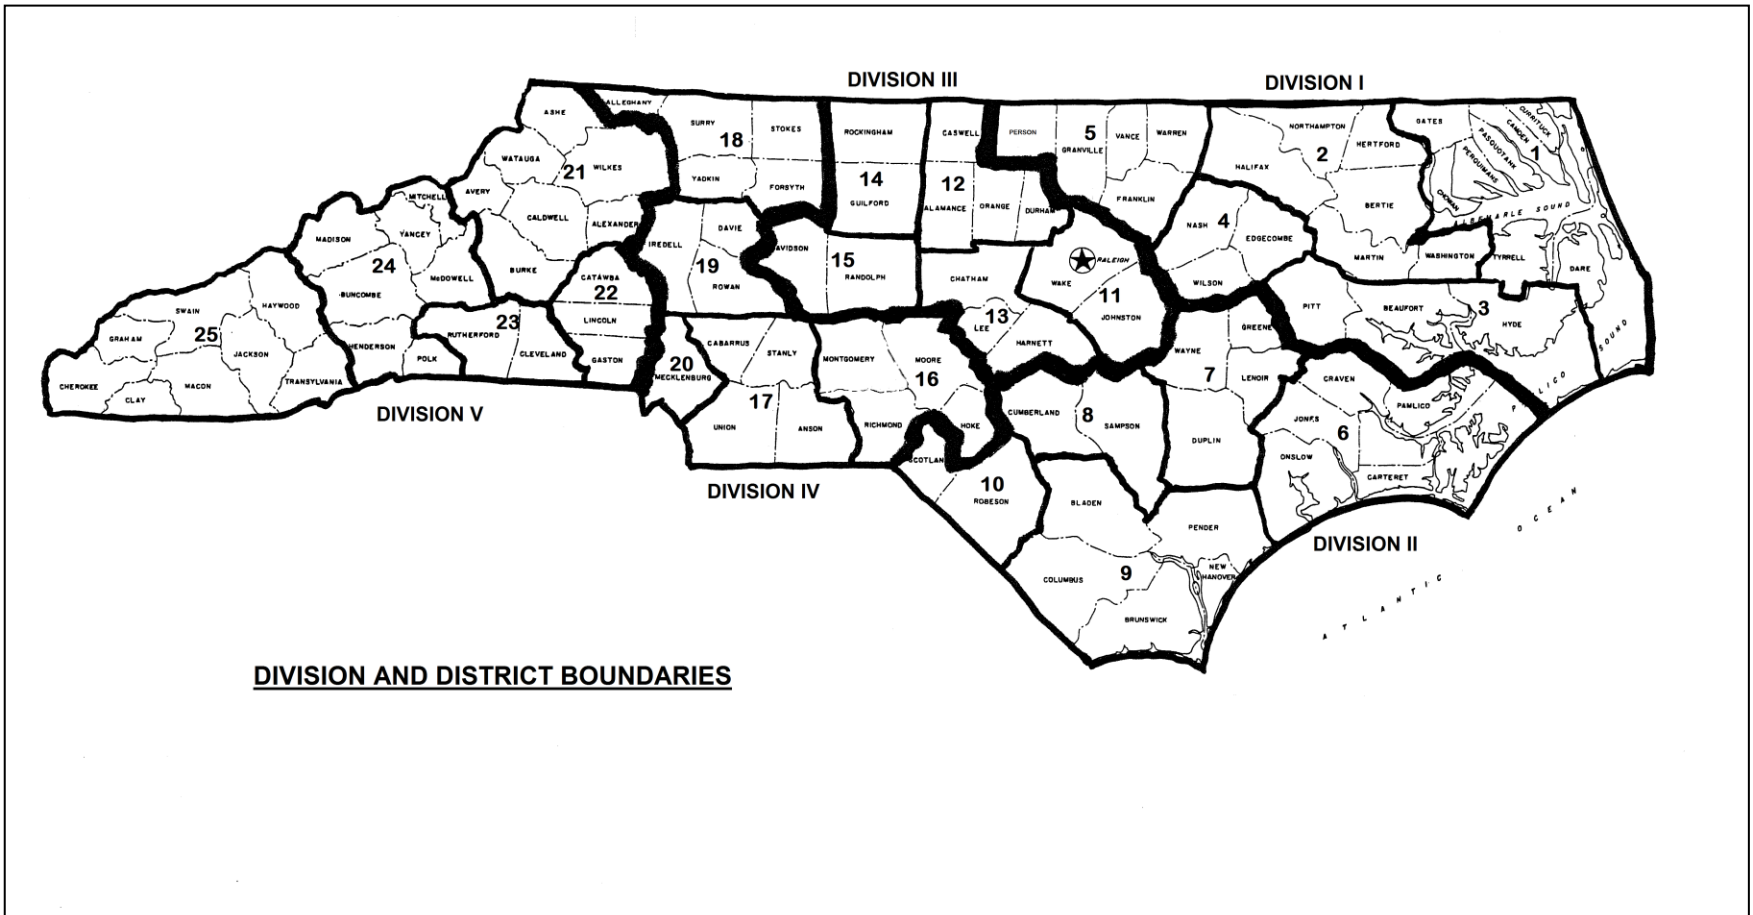 DIVISION III
DIVISION I
ASHE
ALLEGHANY
SURRY
18
STOKES
ROCKINGHAM
CASWELL
PERSON
5
GRANVILLE
VANCE
WARREN
NORTHAMPTON
2
HERTFORD
HALIFAX
GATES
CURRITUCK
CAMDEN
PASQUOTANK
PERQUIMANS
1
CHOWAN
ALBEMARLE SOUND
WATAUGA
21
WILKES
YADKIN
FORSYTH
14
GUILFORD
12
ALAMANCE
ORANGE
DURHAM
FRANKLIN
BERTIE
MITCHELL
AVERY
CALDWELL
ALEXANDER
IREDELL
DAVIE
DAVIDSON
15
RANDOLPH
NASH
4
EDGECOMBE
MARTIN
WASHINGTON
TYRRELL
DARE
MADISON
YANCEY
24
McDOWELL
BURKE
CATAWBA
22
19
ROWAN
CHATHAM
RALEIGH
WAKE
11
WILSON
BUNCOMBE
SWAIN
HAYWOOD
GRAHAM
25
JACKSON
HENDERSON
RUTHERFORD
23
LINCOLN
JOHNSTON
13
LEE
HARNETT
PITT
BEAUFORT
3
HYDE
GREENE
WAYNE
POLK
CLEVELAND
GASTON
20
MECKLENBURG
CABARRUS
STANLY
MONTGOMERY
MOORE
16
7
LENOIR
CRAVEN
PAMLICO
PAMLICO
SOUND
CHEROKEE
CLAY
MACON
TRANSYLVANIA
DIVISION V
17
UNION
ANSON
RICHMOND
HOKE
CUMBERLAND
8
SAMPSON
DUPLIN
JONES
6
ONSLOW
CARTERET
SCOTLAND
DIVISION IV
10
ROBESON
BLADEN
PENDER
DIVISION II
COLUMBUS
9
NEW
HANOVER
BRUNSWICK
ATLANTIC
OCEAN
DIVISION AND DISTRICT BOUNDARIES